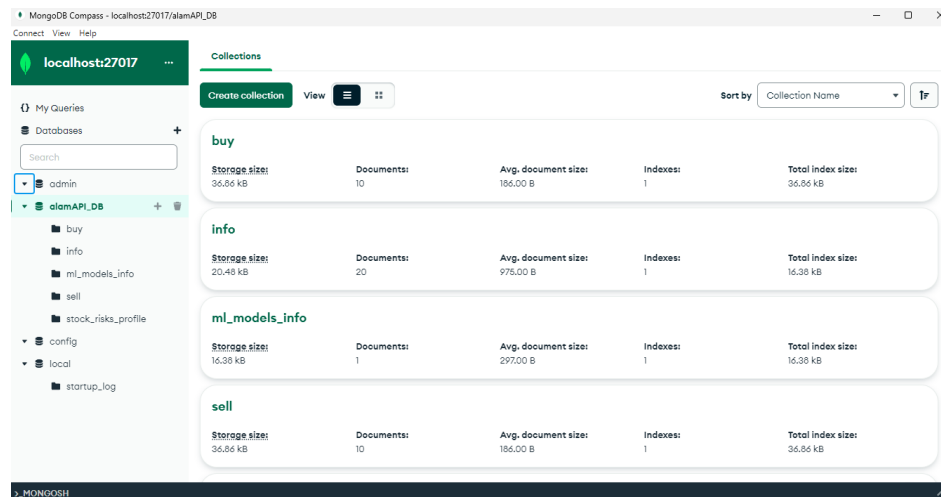 MongoDB Compass - localhost:27017/alamAPI_DB
Connect View Help
localhost:27017 ...
{} My Queries
Databases +
Search
admin
alamAPI_DB +
buy
info
ml_models_info
sell
stock_risks_profile
config
local
startup_log
Collections
Create collection View Sort by Collection Name
buy
Storage size: Documents: Avg. document size: Indexes: Total index size:
36.86 kB 10 186.00 B 1 36.86 kB
info
Storage size: Documents: Avg. document size: Indexes: Total index size:
20.48 kB 20 975.00 B 1 16.38 kB
ml_models_info
Storage size: Documents: Avg. document size: Indexes: Total index size:
16.38 kB 1 297.00 B 1 16.38 kB
sell
Storage size: Documents: Avg. document size: Indexes: Total index size:
36.86 kB 10 186.00 B 1 36.86 kB
>_MONGOSH